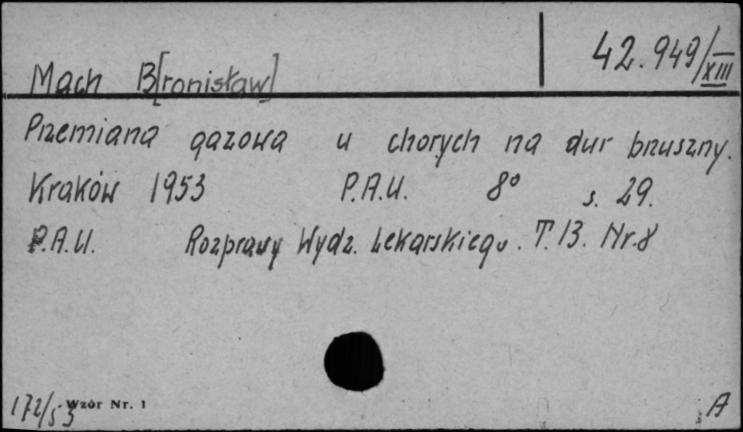 42.949/XIII
Mach B[ronisław]
Przemiana gazowa u chorych na dur brzuszny.
Kraków 1953 P.A.U. 8° s. 29.
P.A.U. Rozprawy Wydz. Lekarskiego. T. 13. Nr. 8
172/53 Wzór Nr. 1
A